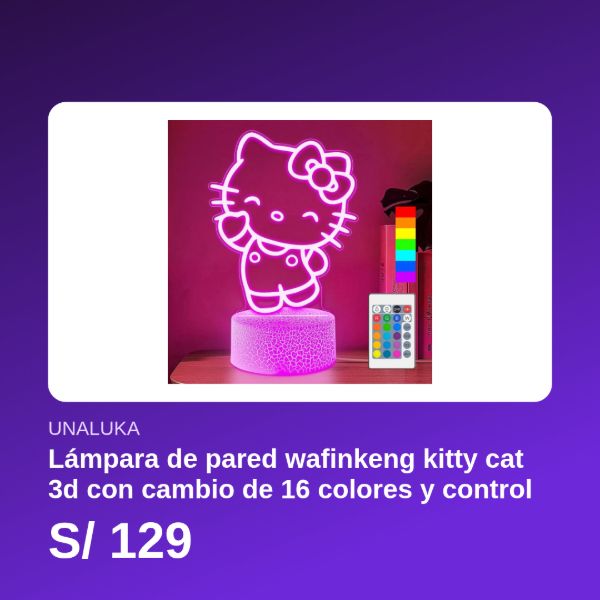 UNALUKA
Lámpara de pared wafinkeng kitty cat
3d con cambio de 16 colores y control
S/ 129